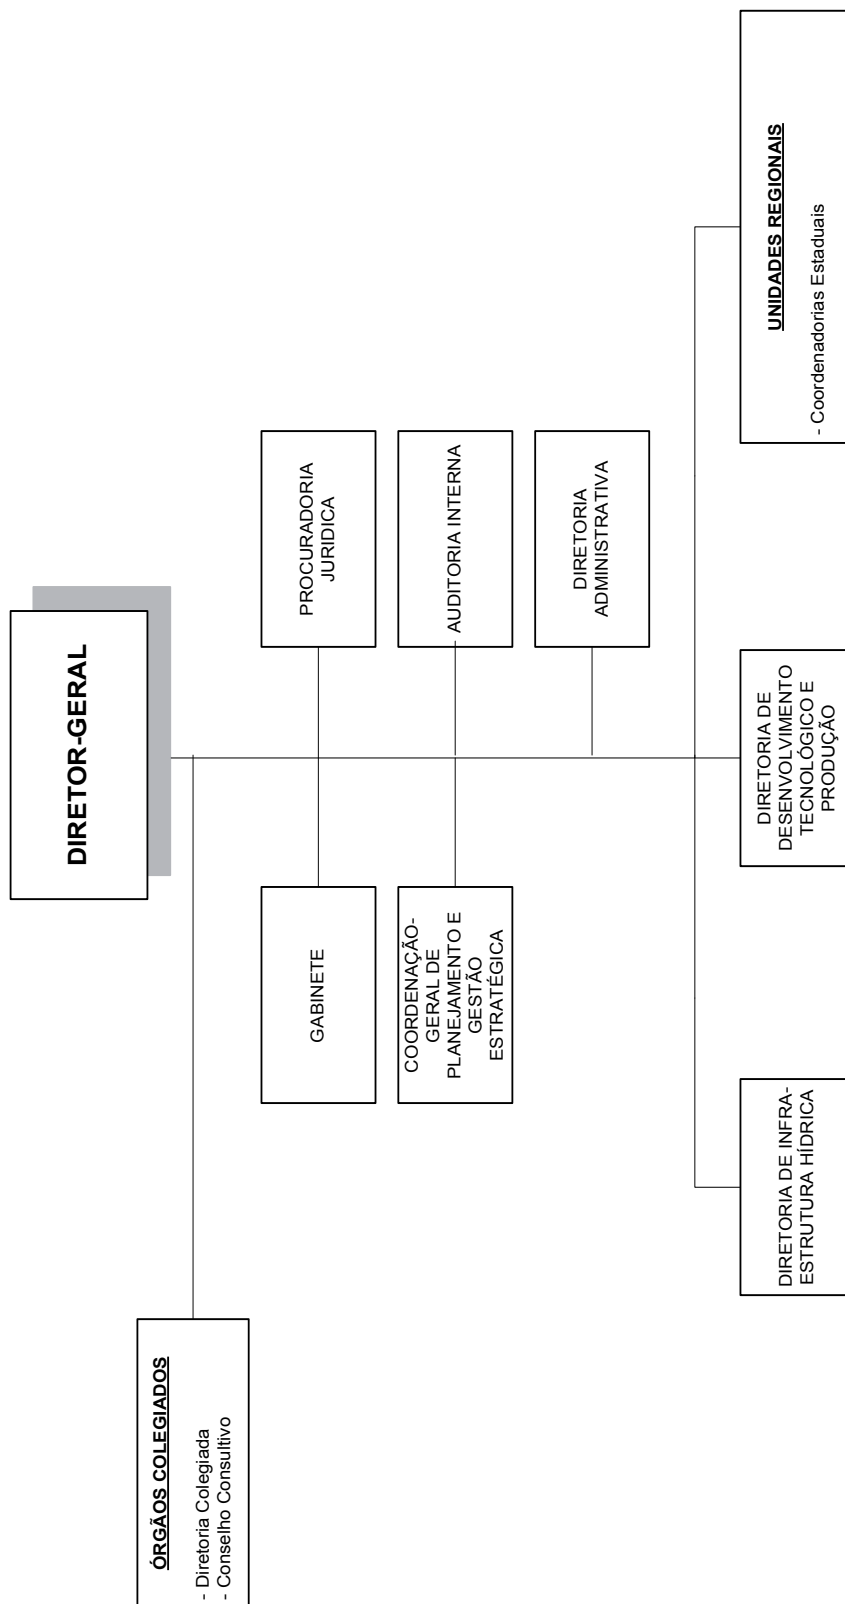 DIRETOR-GERAL
ÓRGÃOS COLEGIADOS
- Diretoria Colegiada
- Conselho Consultivo
GABINETE
PROCURADORIA
JURIDICA
COORDENAÇÃO-
GERAL DE
PLANEJAMENTO E
GESTÃO
ESTRATÉGICA
AUDITORIA INTERNA
DIRETORIA
ADMINISTRATIVA
DIRETORIA DE INFRA-
ESTRUTURA HÍDRICA
DIRETORIA DE
DESENVOLVIMENTO
TECNOLÓGICO E
PRODUÇÃO
UNIDADES REGIONAIS
- Coordenadorias Estaduais